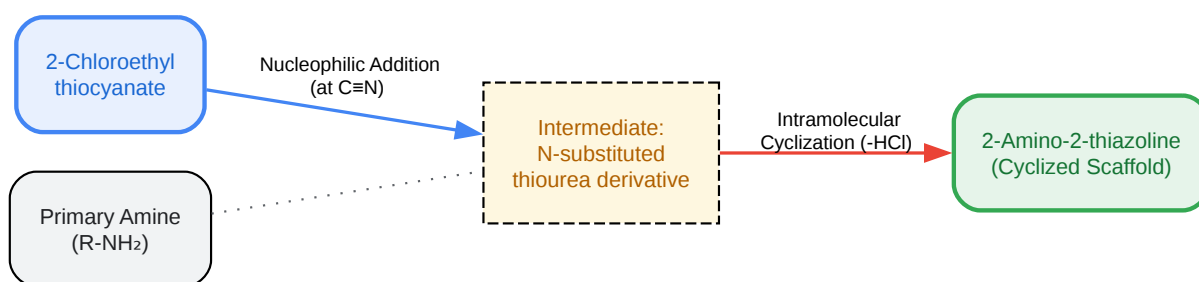 2-Chloroethyl
thiocyanate
Nucleophilic Addition
(at C≡N)
Primary Amine
(R-NH₂)
Intermediate:
N-substituted
thiourea derivative
Intramolecular
Cyclization (-HCl)
2-Amino-2-thiazoline
(Cyclized Scaffold)